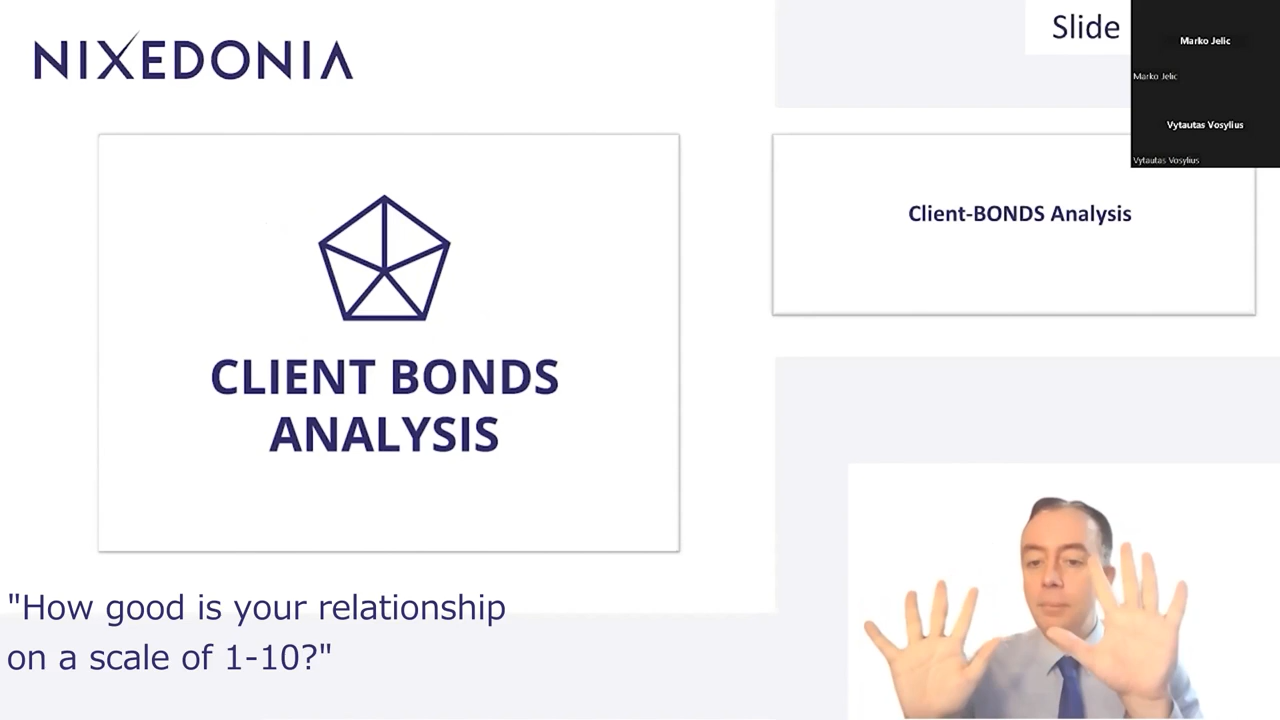 NIXEDONIA
Slide
Marko Jelic
Marko Jelic
Vytautas Vosylius
Vytautas Vosylius
Client-BONDS Analysis
CLIENT BONDS
ANALYSIS
"How good is your relationship
on a scale of 1-10?"